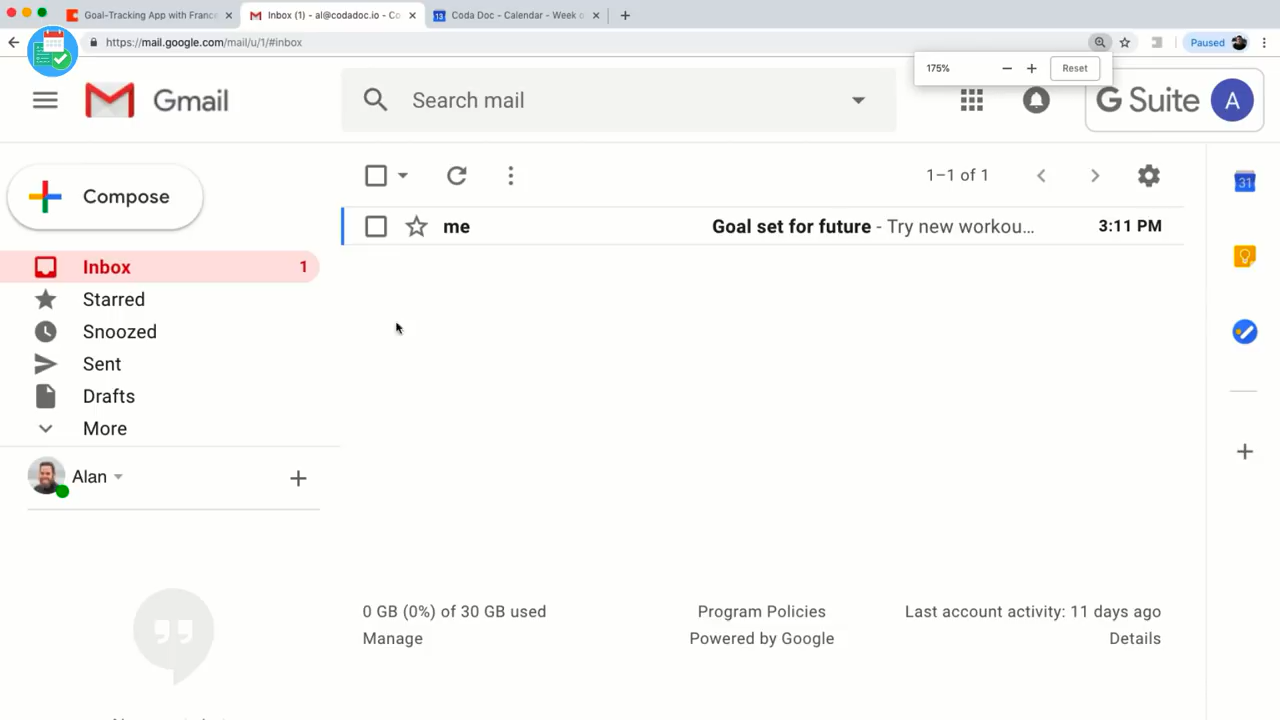 Goal-Tracking App with France
Inbox (1) - al@codadoc.io - Co
31 Coda Doc - Calendar - Week o
https://mail.google.com/mail/u/1/#inbox
Paused
175%
Reset
Gmail
Search mail
G Suite
A
Compose
1–1 of 1
31
me Goal set for future - Try new workou... 3:11 PM
Inbox 1
Starred
Snoozed
Sent
Drafts
More
Alan
0 GB (0%) of 30 GB used
Manage
Program Policies
Powered by Google
Last account activity: 11 days ago
Details